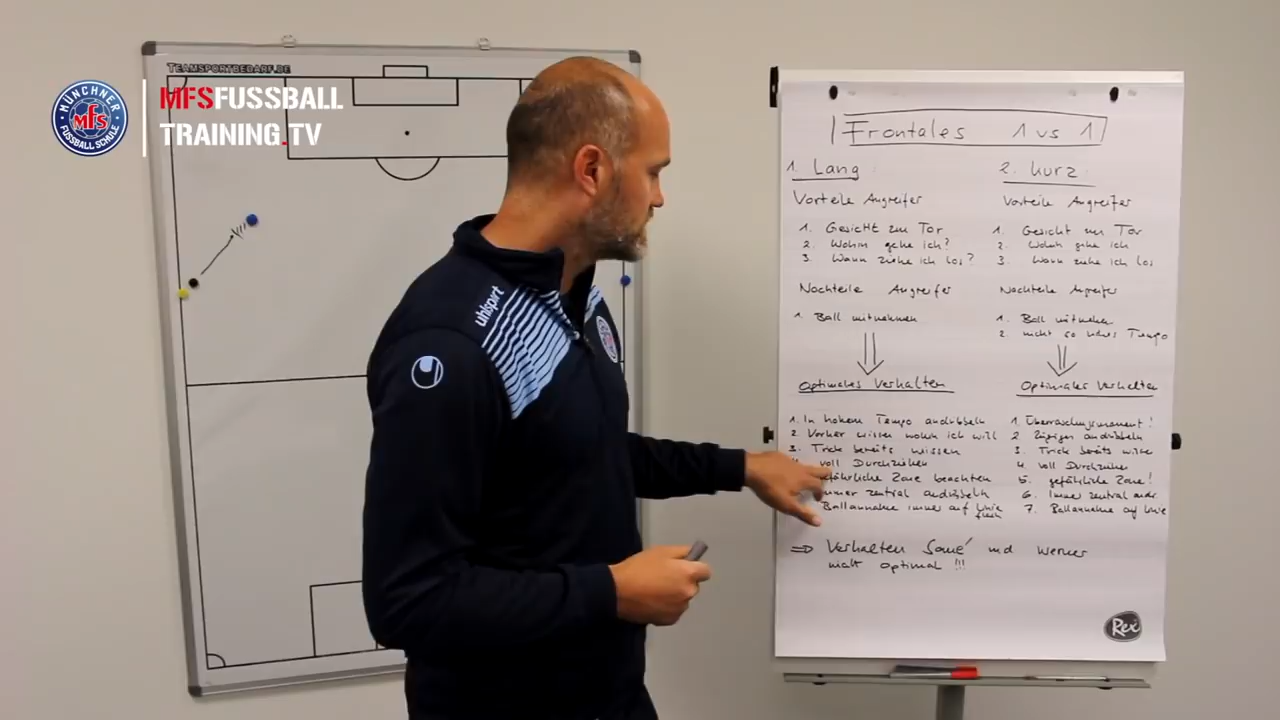 MÜNCHNER
MFS
FUSSBALL SCHULE
MFSFUSSBALL
TRAINING.TV
TEAMSPORTBEDARF.DE
uhlsport
Frontales 1 vs 1
1. Lang
Vorteile Angreifer
1. Gesicht zum Tor
2. Wohin gehe ich?
3. Wann ziehe ich los?
Nachteile Angreifer
1. Ball mitnehmen
Optimales Verhalten
1. In hohem Tempo andribbeln
2. Vorher wissen wohin ich will
3. Trick bereits wissen
voll Durchziehen
gefährliche Zone beachten
immer zentral andribbeln
Ballannahme immer auf Linie
2. kurz
Vorteile Angreifer
1. Gesicht zum Tor
2. Wohin gehe ich
3. Wann ziehe ich los
Nachteile Angreifer
1. Ball mitnehmen
2. nicht so hohes Tempo
Optimales Verhalten
1. Überraschungsmoment!
2. Zügiges andribbeln
3. Trick bereits wissen
4. voll Durchziehen
5. gefährliche Zone!
6. Immer zentral andr.
7. Ballannahme auf Linie
⇒ Verhalten Sané und Werner
nicht optimal!!!
Rex